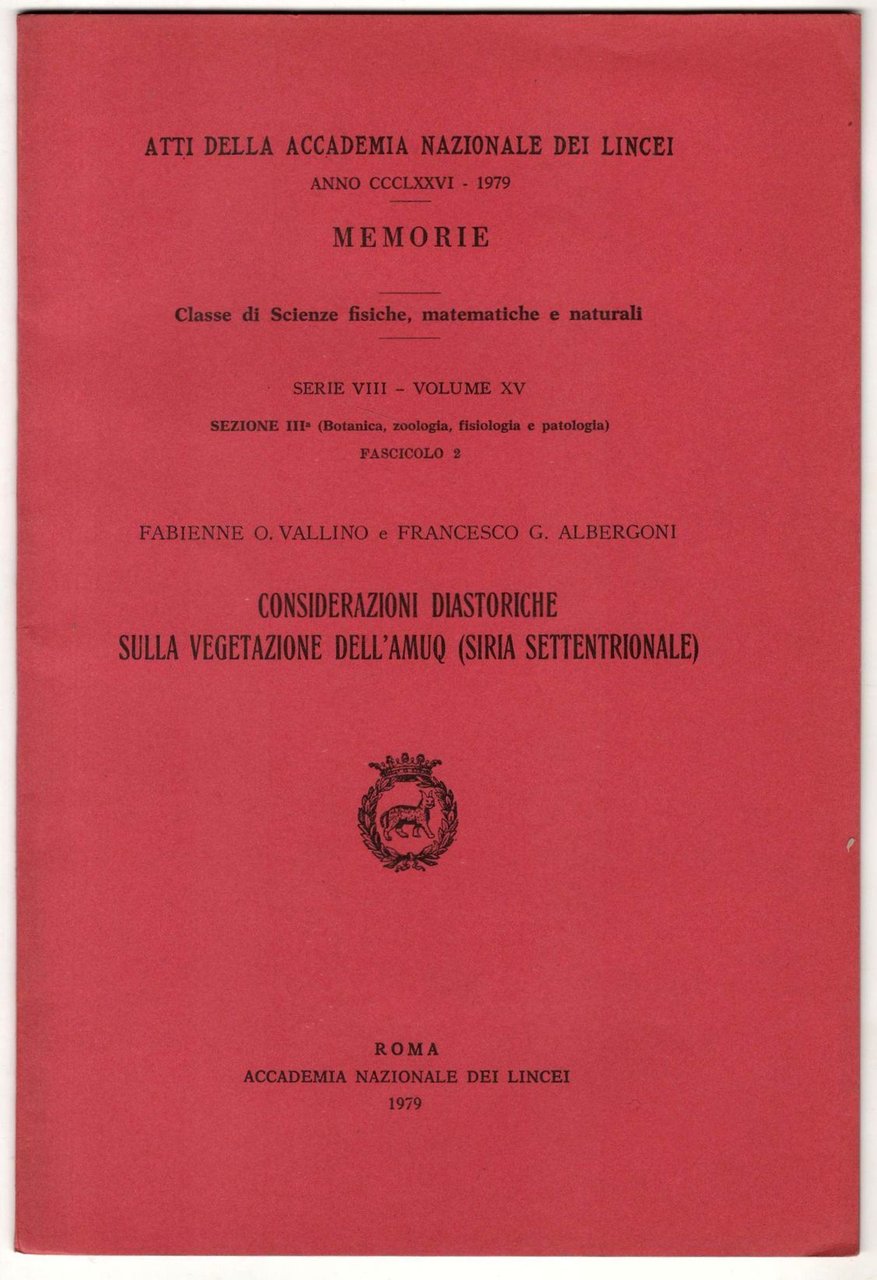 ATTI DELLA ACCADEMIA NAZIONALE DEI LINCEI
ANNO CCCLXXVI - 1979
MEMORIE
Classe di Scienze fisiche, matematiche e naturali
SERIE VIII – VOLUME XV
SEZIONE IIIª (Botanica, zoologia, fisiologia e patologia)
FASCICOLO 2
FABIENNE O. VALLINO e FRANCESCO G. ALBERGONI
CONSIDERAZIONI DIASTORICHE
SULLA VEGETAZIONE DELL'AMUQ (SIRIA SETTENTRIONALE)
ROMA
ACCADEMIA NAZIONALE DEI LINCEI
1979